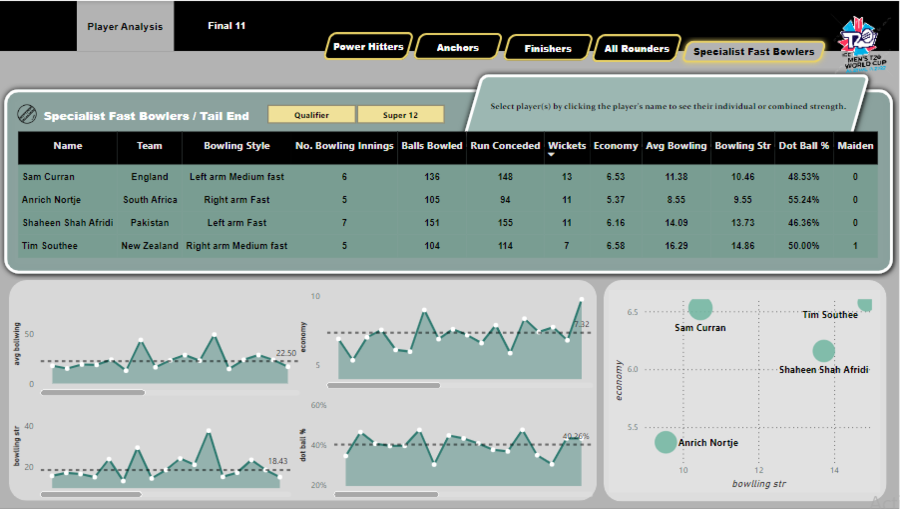 Player Analysis
Final 11
Power Hitters
Anchors
Finishers
All Rounders
Specialist Fast Bowlers
T20
ICE
MEN'S T20
WORLD CUP
Select player(s) by clicking the player's name to see their individual or combined strength.
Specialist Fast Bowlers / Tail End
Qualifier
Super 12
Name Team Bowling Style No. Bowling Innings Balls Bowled Run Conceded Wickets Economy Avg Bowling Bowling Str Dot Ball % Maiden
Sam Curran England Left arm Medium fast 6 136 148 13 6.53 11.38 10.46 48.53% 0
Anrich Nortje South Africa Right arm Fast 5 105 94 11 5.37 8.55 9.55 55.24% 0
Shaheen Shah Afridi Pakistan Left arm Fast 7 151 155 11 6.16 14.09 13.73 46.36% 0
Tim Southee New Zealand Right arm Medium fast 5 104 114 7 6.58 16.29 14.86 50.00% 1
avg bollwing
50
0
22.50
economy
10
5
7.32
bowling str
40
20
18.43
dot ball %
60%
40%
20%
40.26%
economy
6.5
6.0
5.5
Sam Curran
Tim Southee
Shaheen Shah Afridi
Anrich Nortje
10 12 14
bowlling str